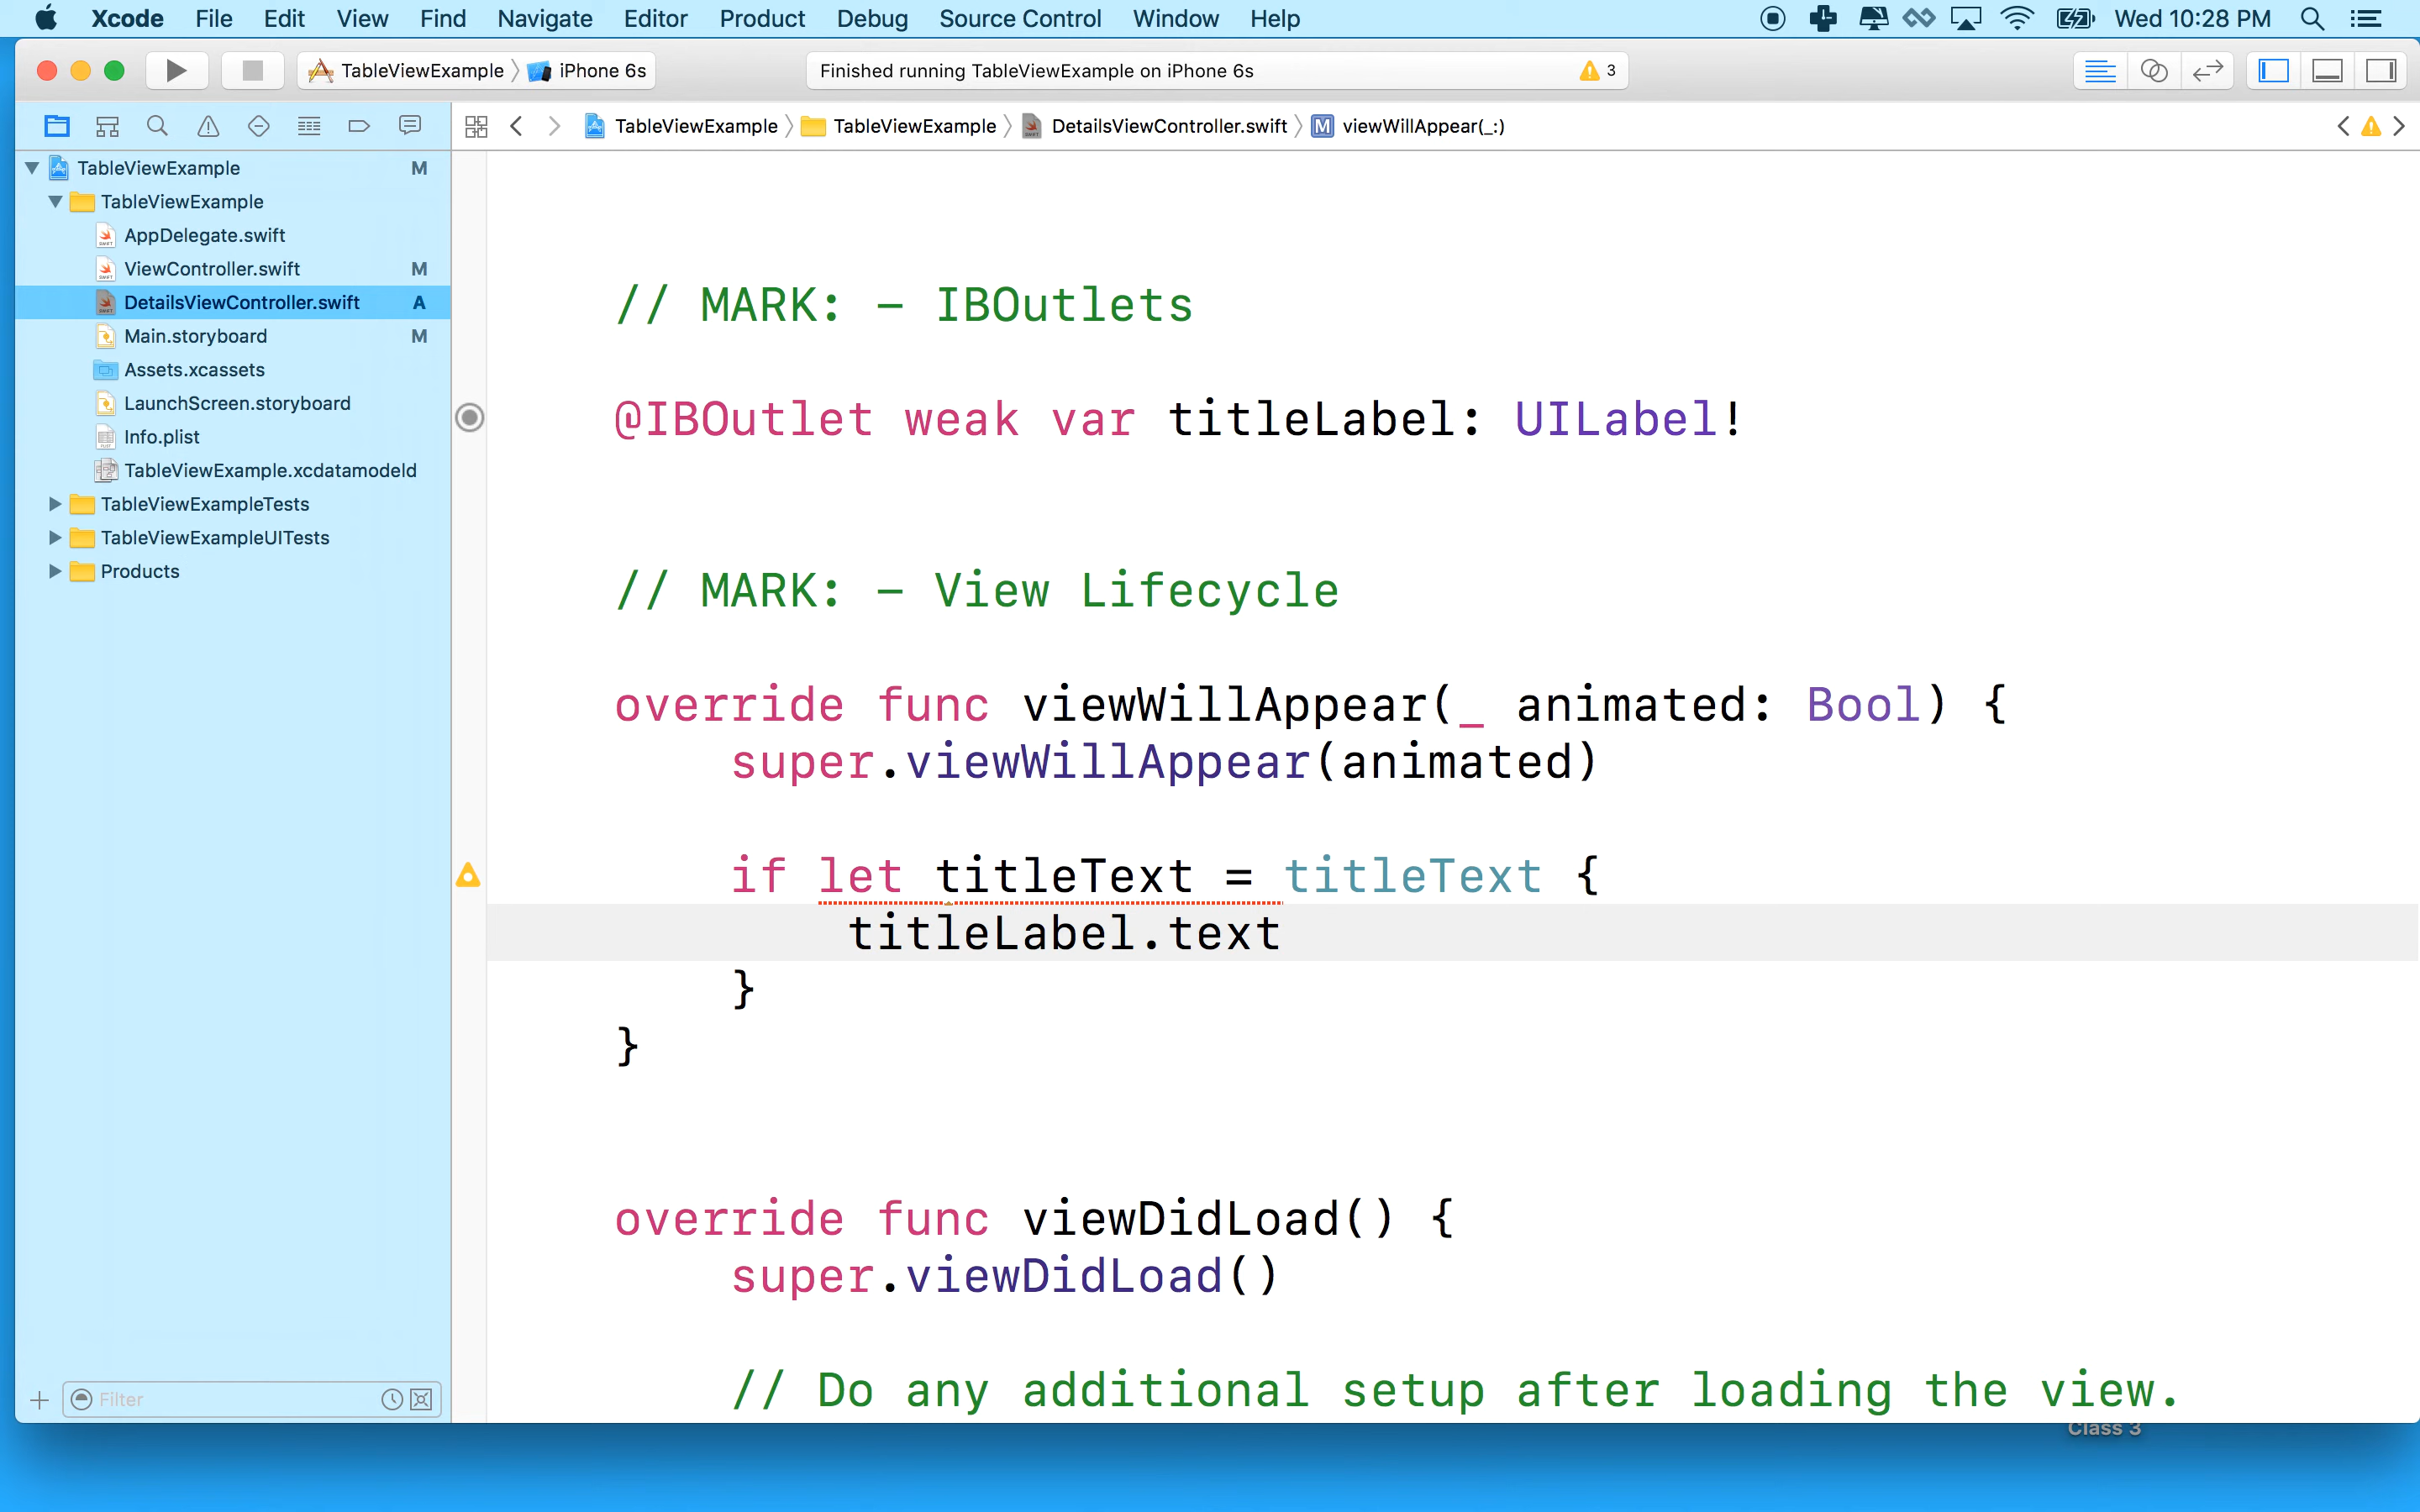 Xcode File Edit View Find Navigate Editor Product Debug Source Control Window Help Wed 10:28 PM
TableViewExample iPhone 6s Finished running TableViewExample on iPhone 6s 3
TableViewExample TableViewExample DetailsViewController.swift M viewWillAppear(_:)
TableViewExample M
TableViewExample
AppDelegate.swift
ViewController.swift M
DetailsViewController.swift A
Main.storyboard M
Assets.xcassets
LaunchScreen.storyboard
Info.plist
TableViewExample.xcdatamodeld
TableViewExampleTests
TableViewExampleUITests
Products
Filter
// MARK: - IBOutlets
@IBOutlet weak var titleLabel: UILabel!
// MARK: - View Lifecycle
override func viewWillAppear(_ animated: Bool) {
super.viewWillAppear(animated)
if let titleText = titleText {
titleLabel.text
}
}
override func viewDidLoad() {
super.viewDidLoad()
// Do any additional setup after loading the view.
Class 3